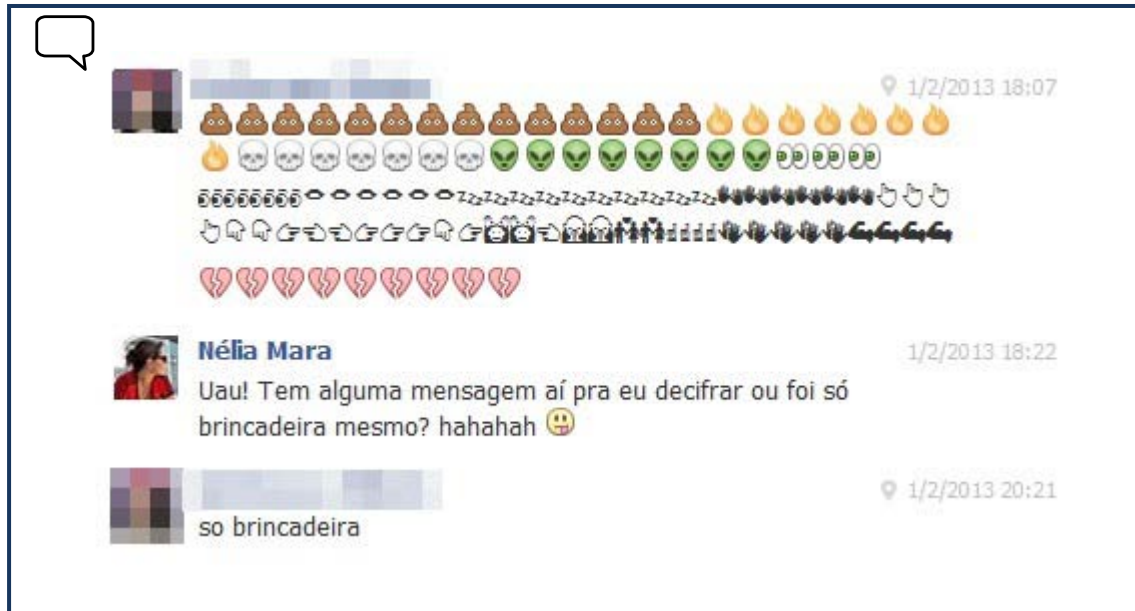 1/2/2013 18:07
Nélia Mara 1/2/2013 18:22
Uau! Tem alguma mensagem aí pra eu decifrar ou foi só
brincadeira mesmo? hahahah
1/2/2013 20:21
so brincadeira